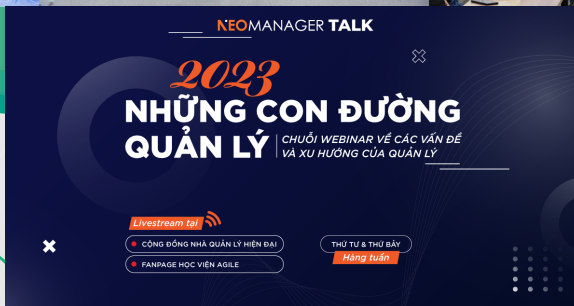 NEOMANAGER TALK
2023
NHỮNG CON ĐƯỜNG
QUẢN LÝ
CHUỖI WEBINAR VỀ CÁC VẤN ĐỀ
VÀ XU HƯỚNG CỦA QUẢN LÝ
Livestream tại
CỘNG ĐỒNG NHÀ QUẢN LÝ HIỆN ĐẠI
FANPAGE HỌC VIỆN AGILE
THỨ TƯ & THỨ BẢY
Hàng tuần